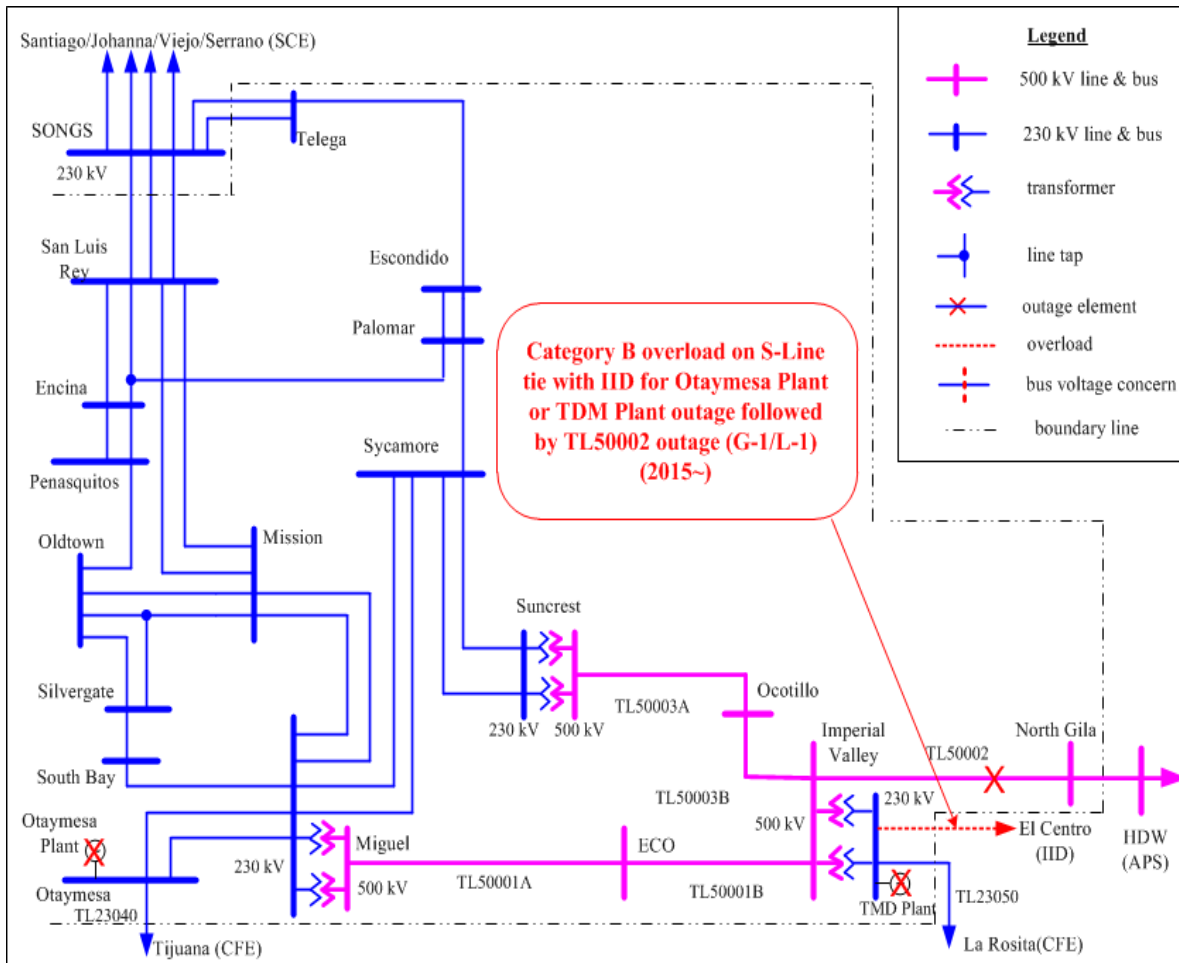 Santiago/Johanna/Viejo/Serrano (SCE)
SONGS
230 kV
Telega
San Luis
Rey
Escondido
Palomar
Encina
Penasquitos
Sycamore
Oldtown
Mission
Category B overload on S-Line
tie with IID for Otaymesa Plant
or TDM Plant outage followed
by TL50002 outage (G-1/L-1)
(2015~)
Suncrest
230 kV
500 kV
TL50003A
Ocotillo
Silvergate
South Bay
Imperial
Valley
TL50002
North Gila
TL50003B
500 kV
230 kV
El Centro
(IID)
HDW
(APS)
Otaymesa
Plant
Otaymesa
TL23040
230 kV
Miguel
500 kV
TL50001A
ECO
TL50001B
TMD Plant
TL23050
Tijuana (CFE)
La Rosita(CFE)
Legend
500 kV line & bus
230 kV line & bus
transformer
line tap
outage element
overload
bus voltage concern
boundary line